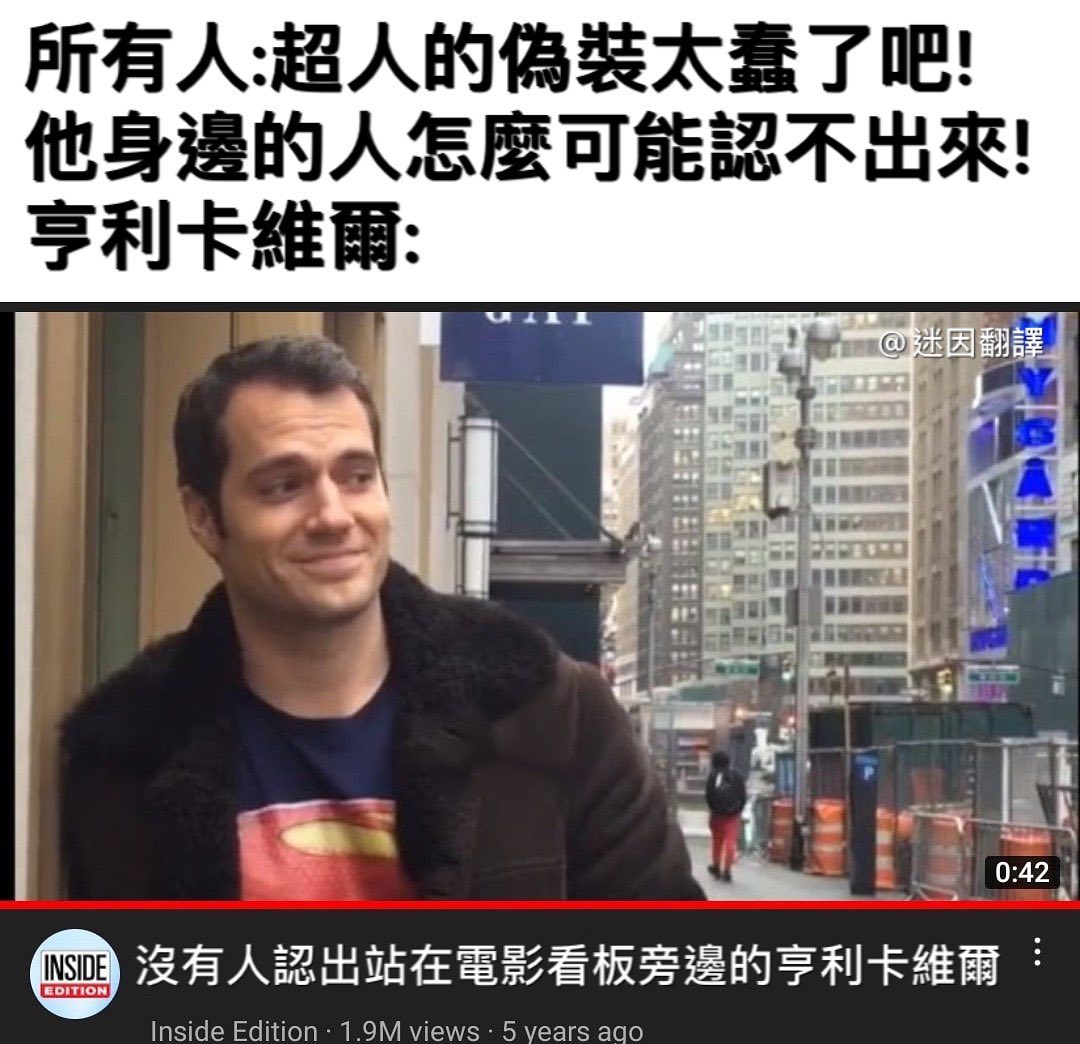 所有人:超人的偽裝太蠢了吧!
他身邊的人怎麼可能認不出來!
亨利卡維爾:
GAP
@迷因翻譯
0:42
INSIDE
EDITION
沒有人認出站在電影看板旁邊的亨利卡維爾
Inside Edition · 1.9M views · 5 years ago